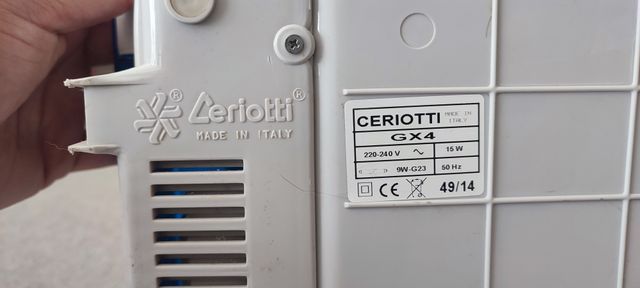 ® Ceriotti®
MADE IN ITALY
CERIOTTI MADE IN ITALY
GX4
220-240 V ~ 15 W
9W-G23 50 Hz
CE 49/14